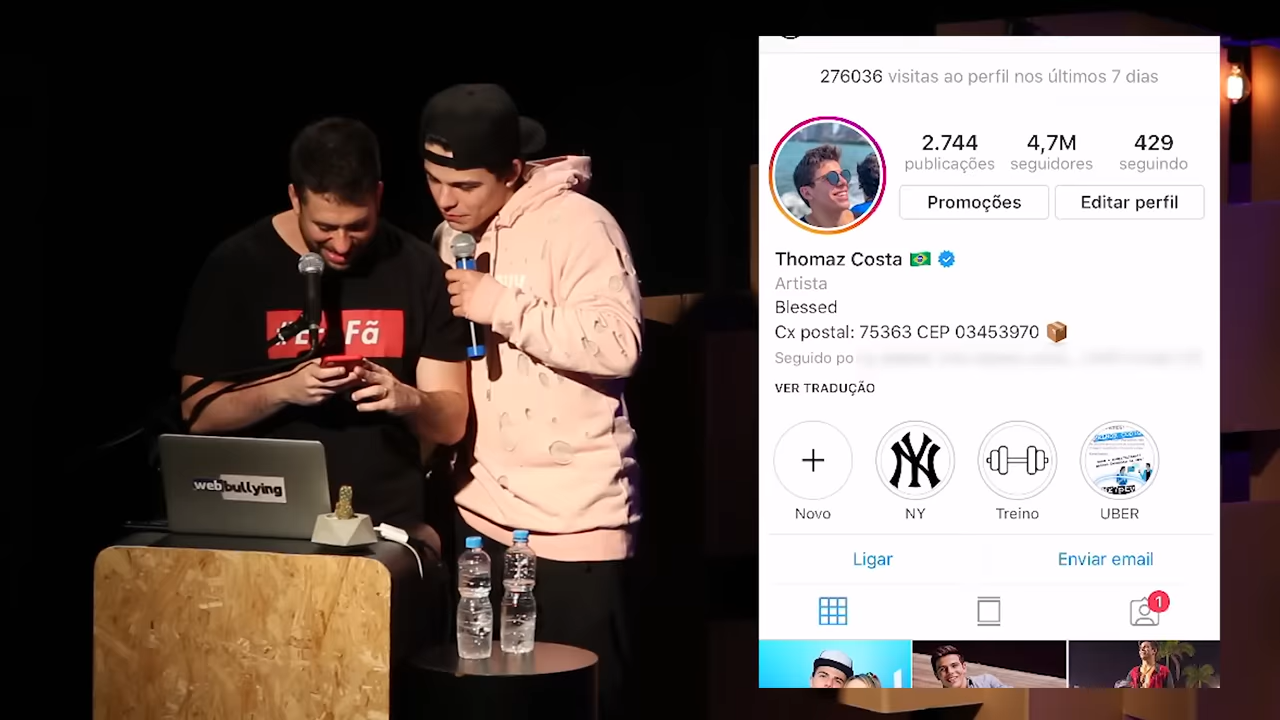 276036 visitas ao perfil nos últimos 7 dias
2.744 4,7M 429
publicações seguidores seguindo
Promoções Editar perfil
Thomaz Costa
Artista
Blessed
Cx postal: 75363 CEP 03453970
Seguido po
VER TRADUÇÃO
Novo NY Treino UBER
Ligar Enviar email
1
Fã
webbullying